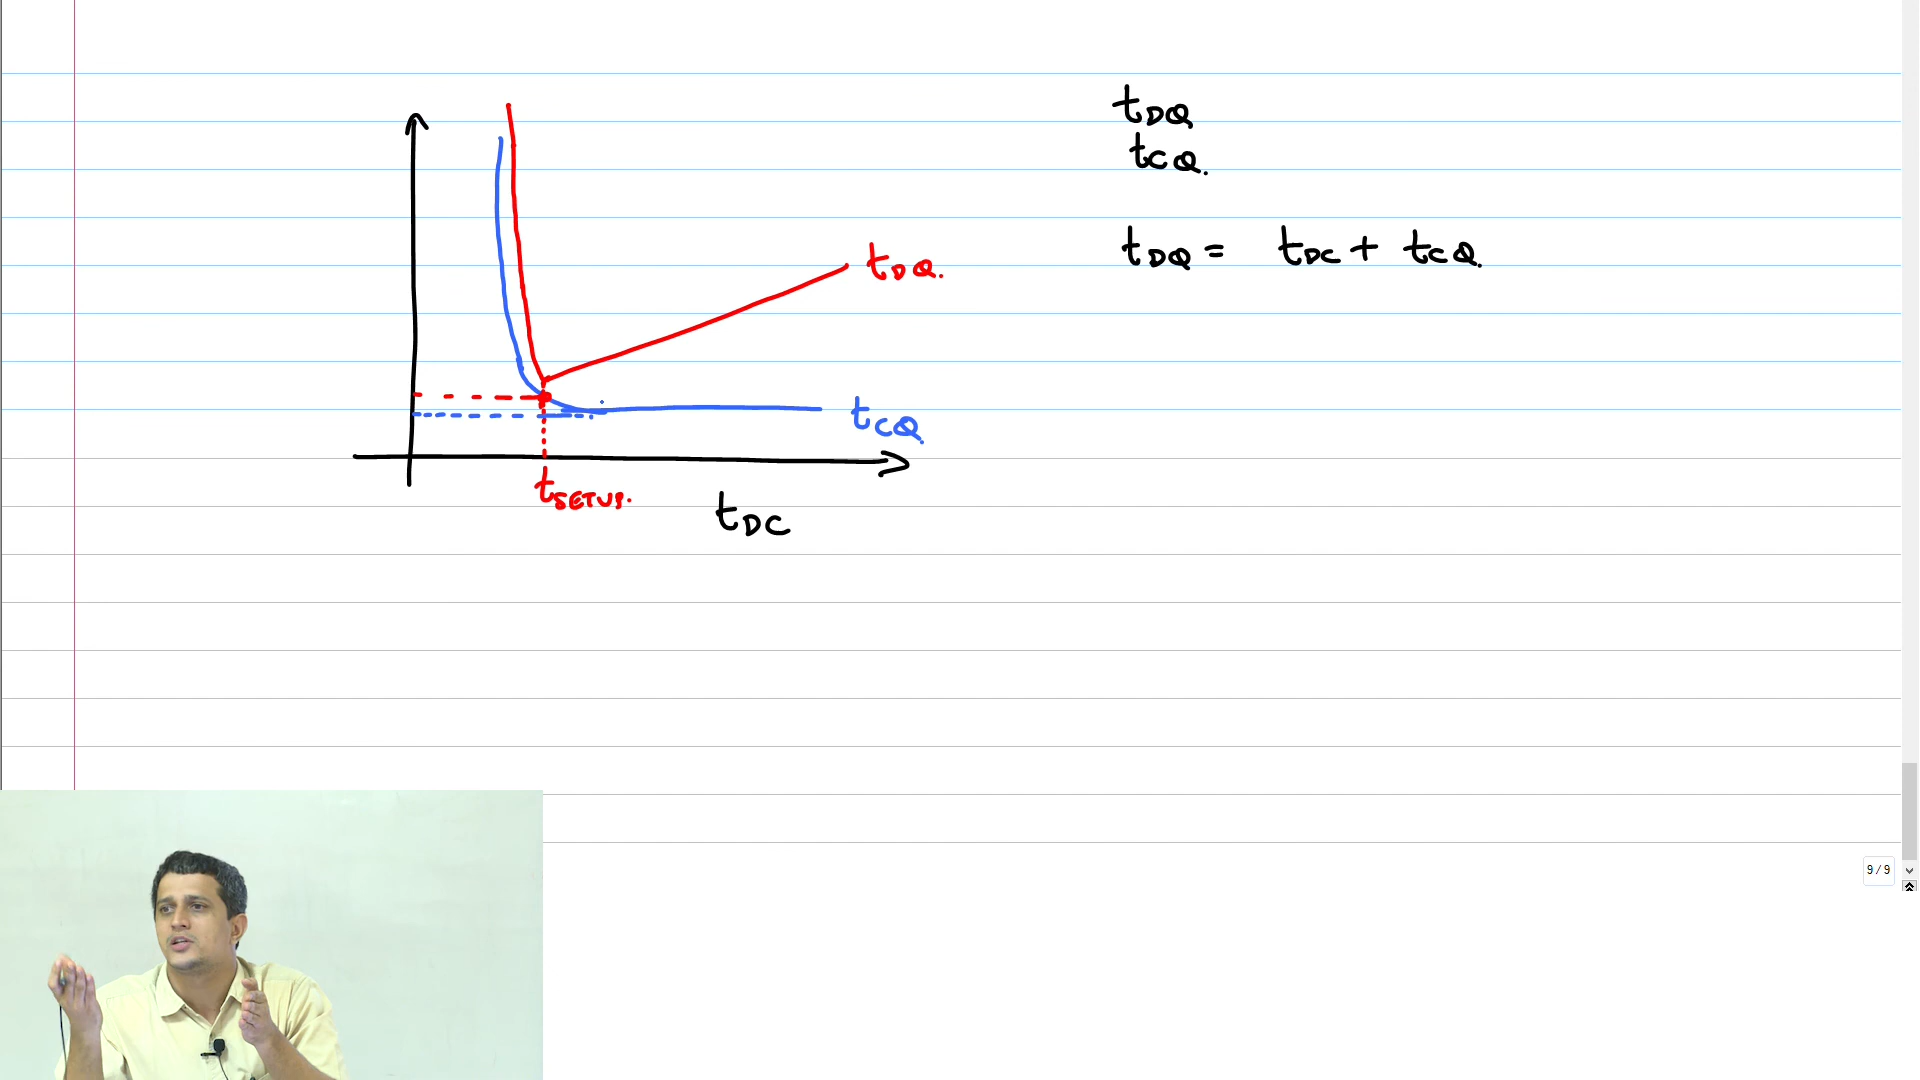 tDQ
tCQ.
tDQ = tDC + tCQ.
tDQ.
tCQ.
tSETUP.
tDC
9/9